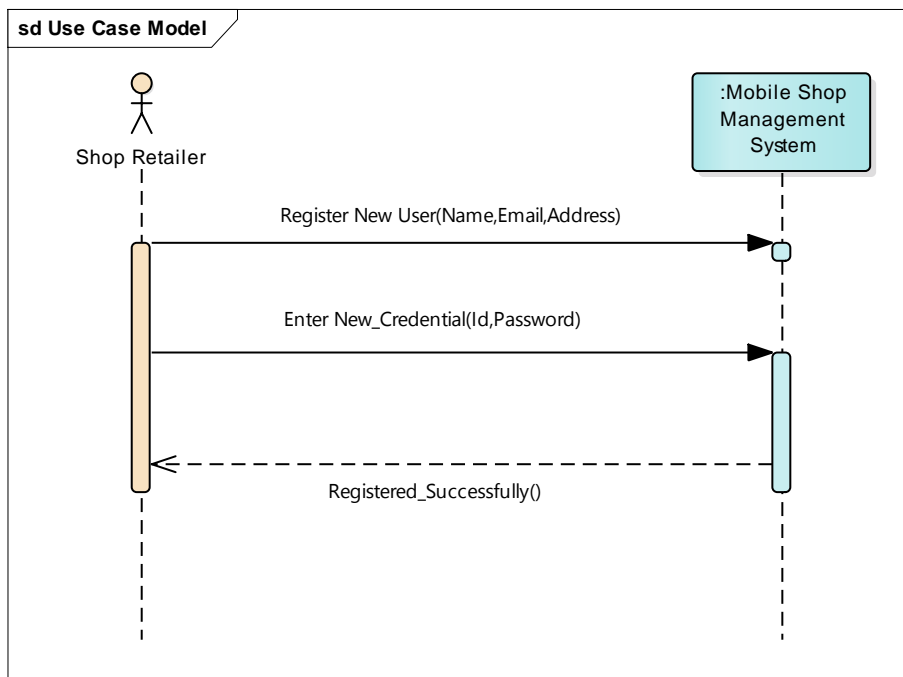 sd Use Case Model
Shop Retailer
:Mobile Shop
Management
System
Register New User(Name,Email,Address)
Enter New_Credential(Id,Password)
Registered_Successfully()